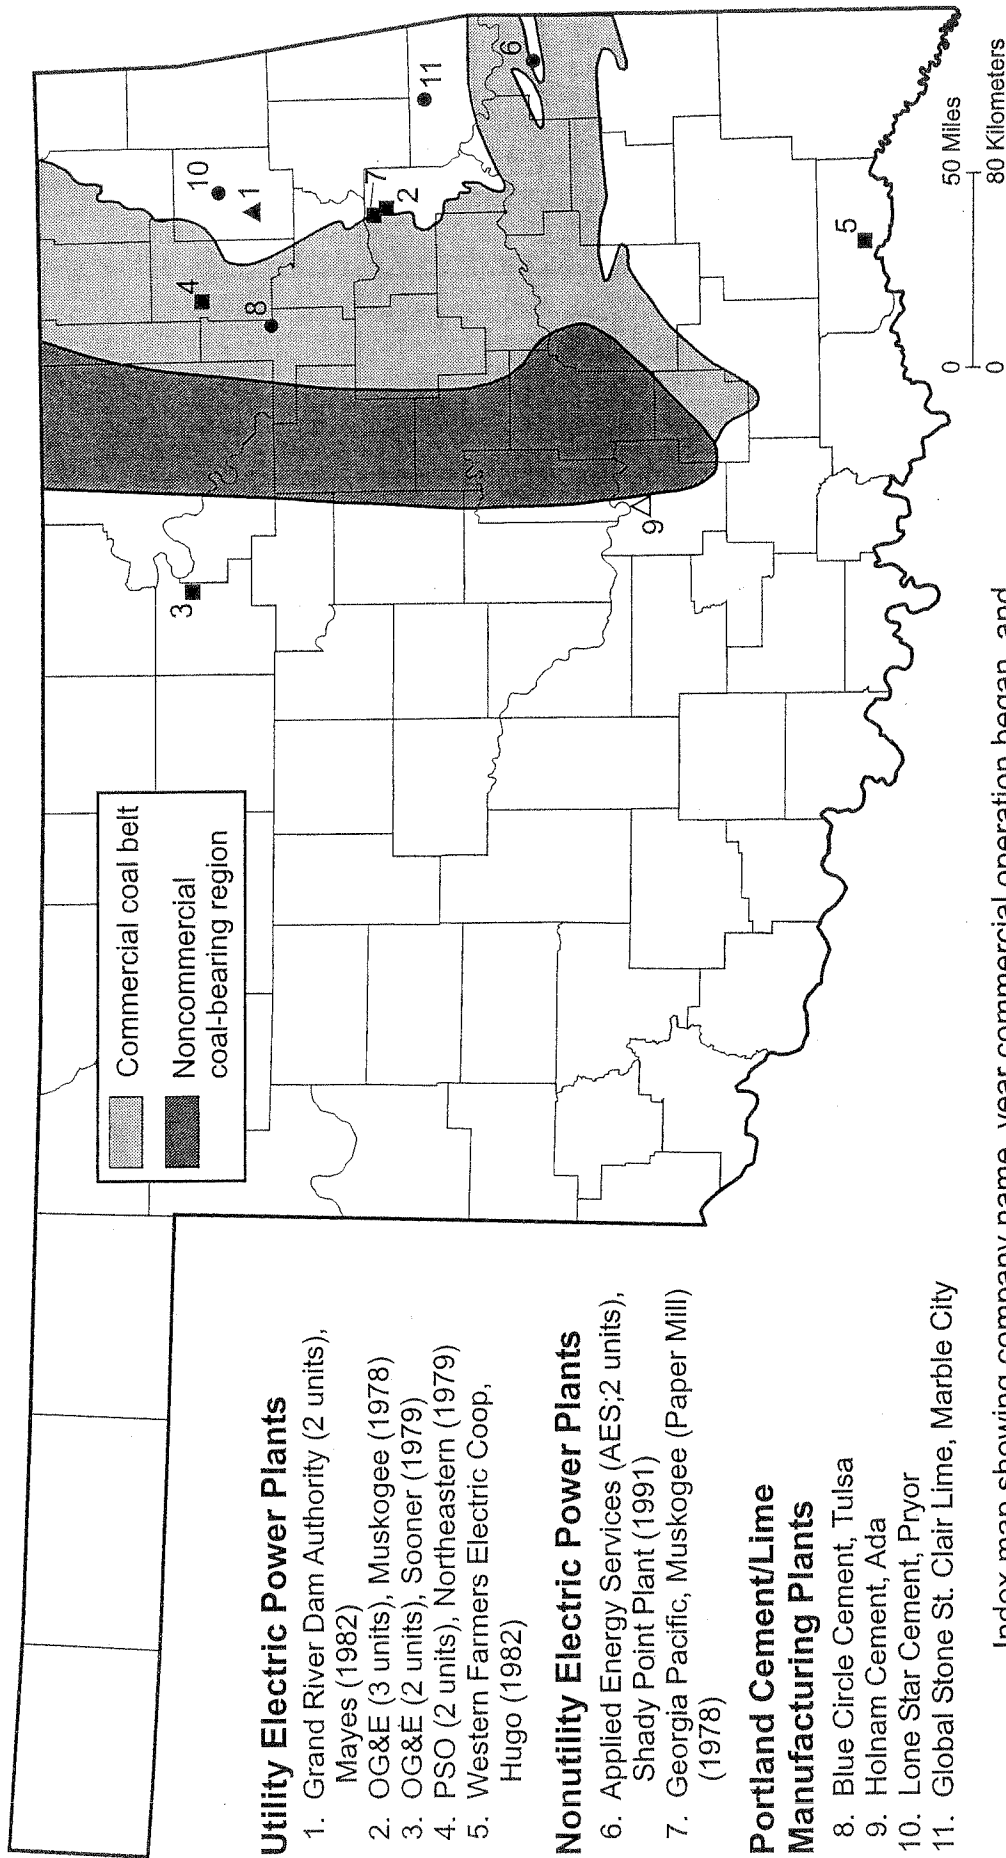 Commercial coal belt
Noncommercial
coal-bearing region
1
2
3
4
5
6
7
8
9
10
11
0
50 Miles
0
80 Kilometers
Utility Electric Power Plants
1. Grand River Dam Authority (2 units),
Mayes (1982)
2. OG&E (3 units), Muskogee (1978)
3. OG&E (2 units), Sooner (1979)
4. PSO (2 units), Northeastern (1979)
5. Western Farmers Electric Coop,
Hugo (1982)
Nonutility Electric Power Plants
6. Applied Energy Services (AES;2 units),
Shady Point Plant (1991)
7. Georgia Pacific, Muskogee (Paper Mill)
(1978)
Portland Cement/Lime
Manufacturing Plants
8. Blue Circle Cement, Tulsa
9. Holnam Cement, Ada
10. Lone Star Cement, Pryor
11. Global Stone St. Clair Lime, Marble City
Index map showing company name, year commercial operation began, and